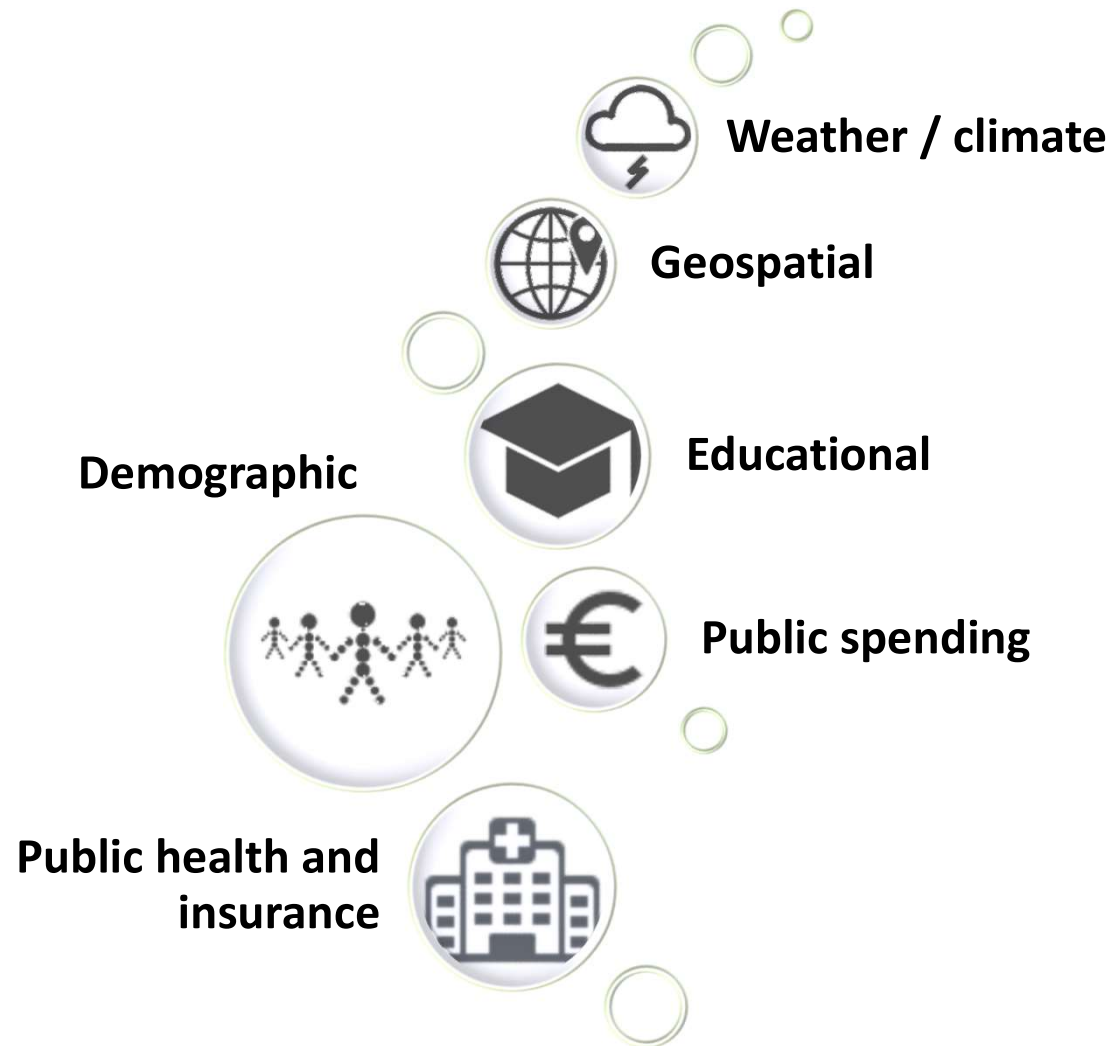 Weather / climate
Geospatial
Educational
Demographic
Public spending
Public health and
insurance